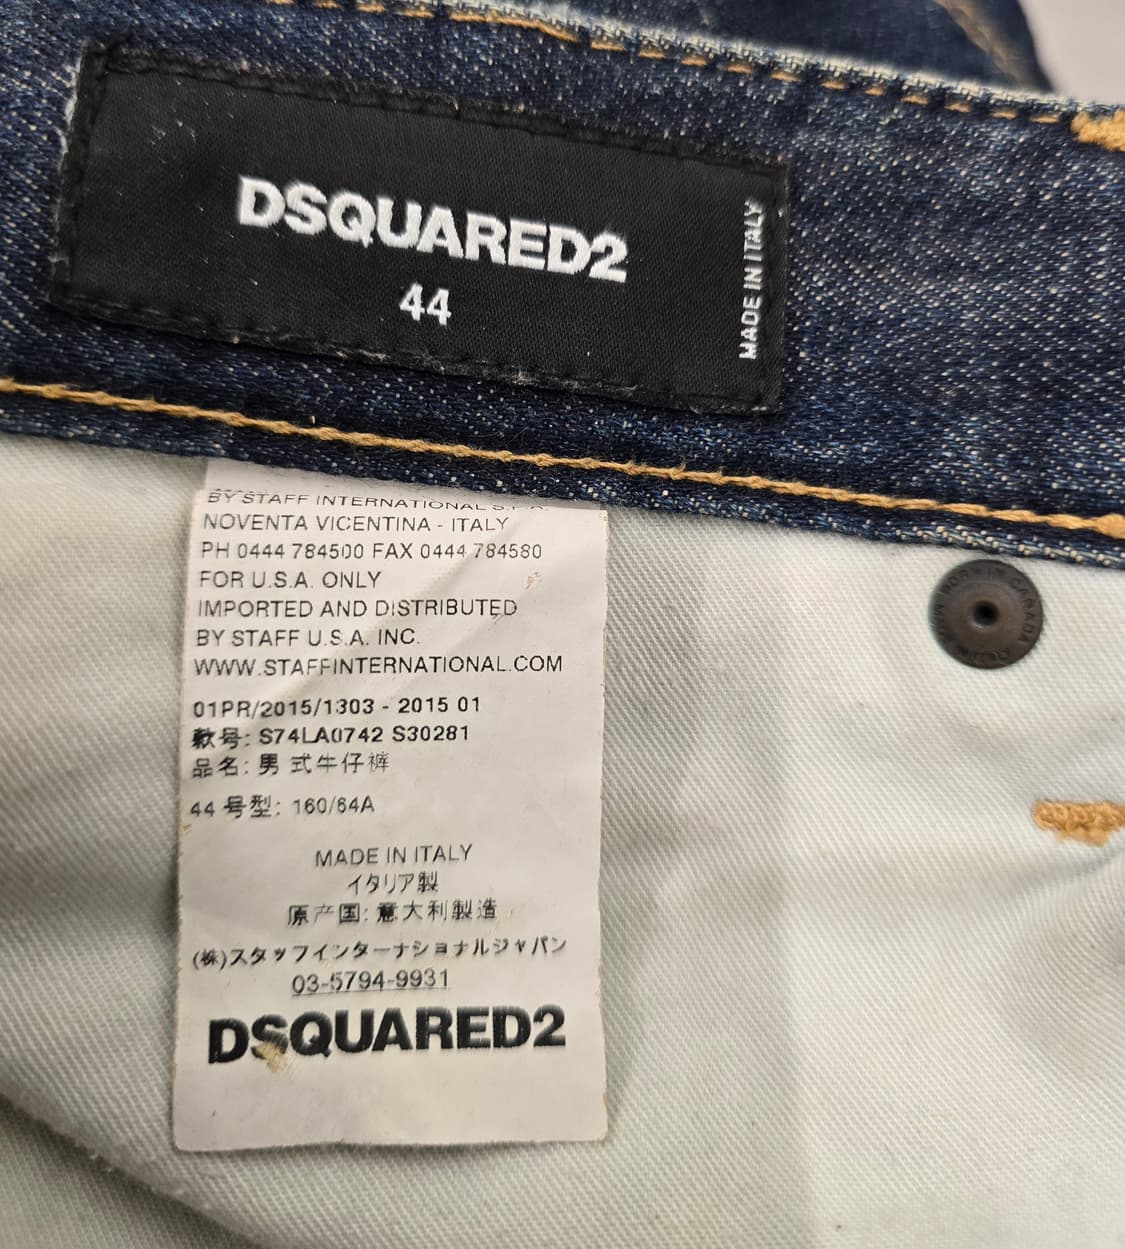 DSQUARED2
44
MADE IN ITALY
BY STAFF INTERNATIONAL S.P.A.
NOVENTA VICENTINA - ITALY
PH 0444 784500 FAX 0444 784580
FOR U.S.A. ONLY
IMPORTED AND DISTRIBUTED
BY STAFF U.S.A. INC.
WWW.STAFFINTERNATIONAL.COM
01PR/2015/1303 - 2015 01
款号: S74LA0742 S30281
品名: 男 式牛仔裤
44 号型: 160/64A
MADE IN ITALY
イタリア製
原产国: 意大利製造
(株)スタッフインターナショナルジャパン
03-5794-9931
DSQUARED2